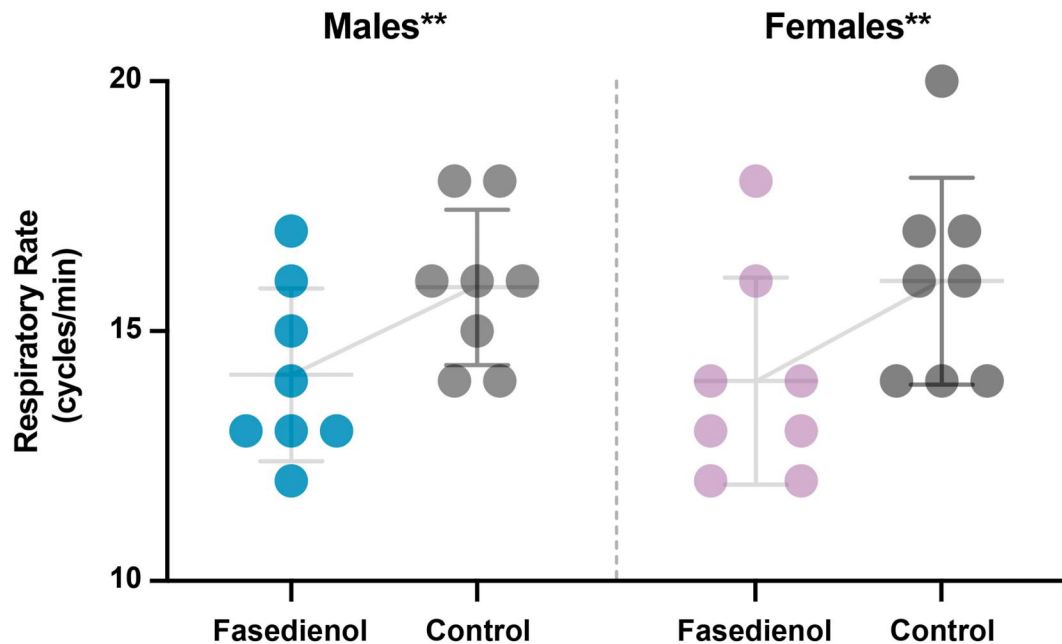 Males**
Females**
Respiratory Rate
(cycles/min)
20
15
10
Fasedienol
Control
Fasedienol
Control